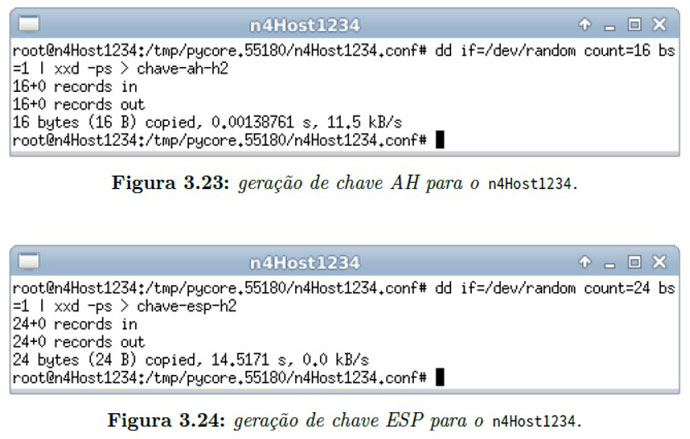 n4Host1234
root@n4Host1234:/tmp/pycore.55180/n4Host1234.conf# dd if=/dev/random count=16 bs
=1 | xxd -ps > chave-ah-h2
16+0 records in
16+0 records out
16 bytes (16 B) copied, 0.00138761 s, 11.5 kB/s
root@n4Host1234:/tmp/pycore.55180/n4Host1234.conf#
Figura 3.23: geração de chave AH para o n4Host1234.
n4Host1234
root@n4Host1234:/tmp/pycore.55180/n4Host1234.conf# dd if=/dev/random count=24 bs
=1 | xxd -ps > chave-esp-h2
24+0 records in
24+0 records out
24 bytes (24 B) copied, 14.5171 s, 0.0 kB/s
root@n4Host1234:/tmp/pycore.55180/n4Host1234.conf#
Figura 3.24: geração de chave ESP para o n4Host1234.